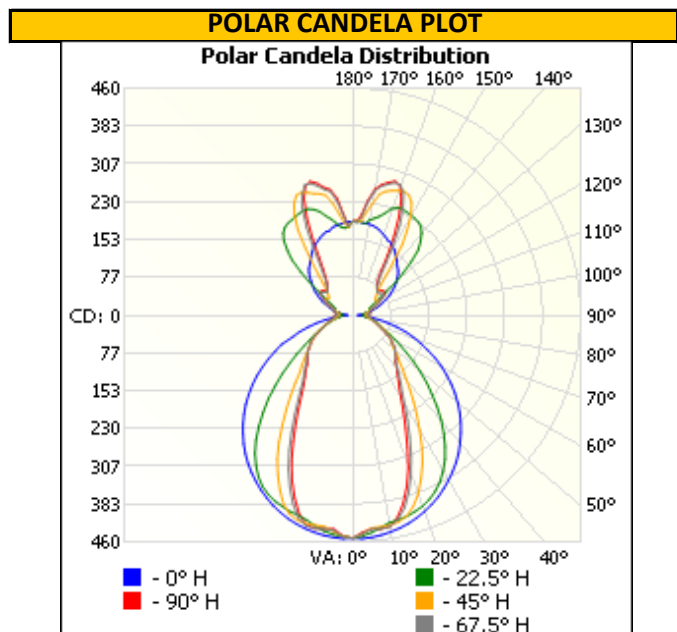 POLAR CANDELA PLOT
Polar Candela Distribution
180° 170° 160° 150° 140°
460
383
130°
307
120°
230
110°
153
100°
77
CD: 0
90°
77
80°
153
70°
230
60°
307
383
50°
460
VA: 0° 10° 20° 30° 40°
- 0° H
- 22.5° H
- 90° H
- 45° H
- 67.5° H